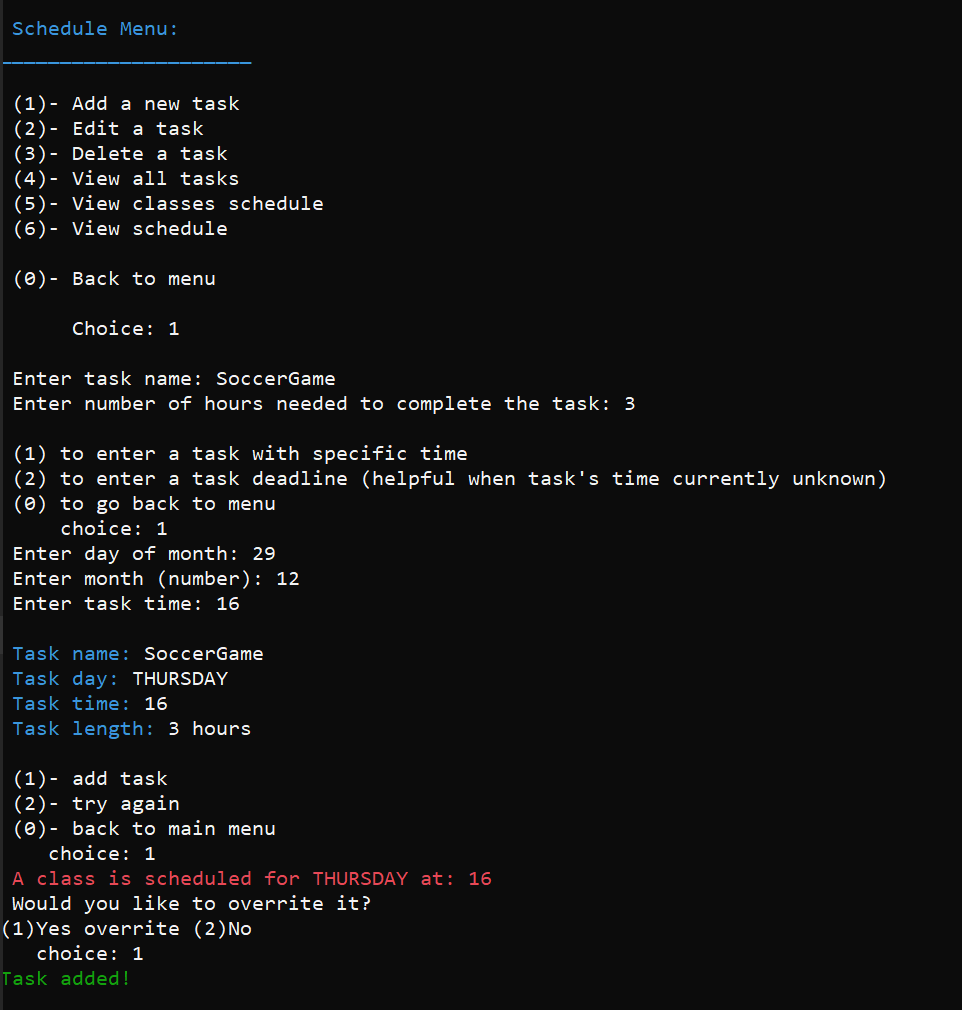 Schedule Menu:
(1)- Add a new task
(2)- Edit a task
(3)- Delete a task
(4)- View all tasks
(5)- View classes schedule
(6)- View schedule
(0)- Back to menu
Choice: 1
Enter task name: SoccerGame
Enter number of hours needed to complete the task: 3
(1) to enter a task with specific time
(2) to enter a task deadline (helpful when task's time currently unknown)
(0) to go back to menu
choice: 1
Enter day of month: 29
Enter month (number): 12
Enter task time: 16
Task name: SoccerGame
Task day: THURSDAY
Task time: 16
Task length: 3 hours
(1)- add task
(2)- try again
(0)- back to main menu
choice: 1
A class is scheduled for THURSDAY at: 16
Would you like to overrite it?
(1)Yes overrite (2)No
choice: 1
Task added!